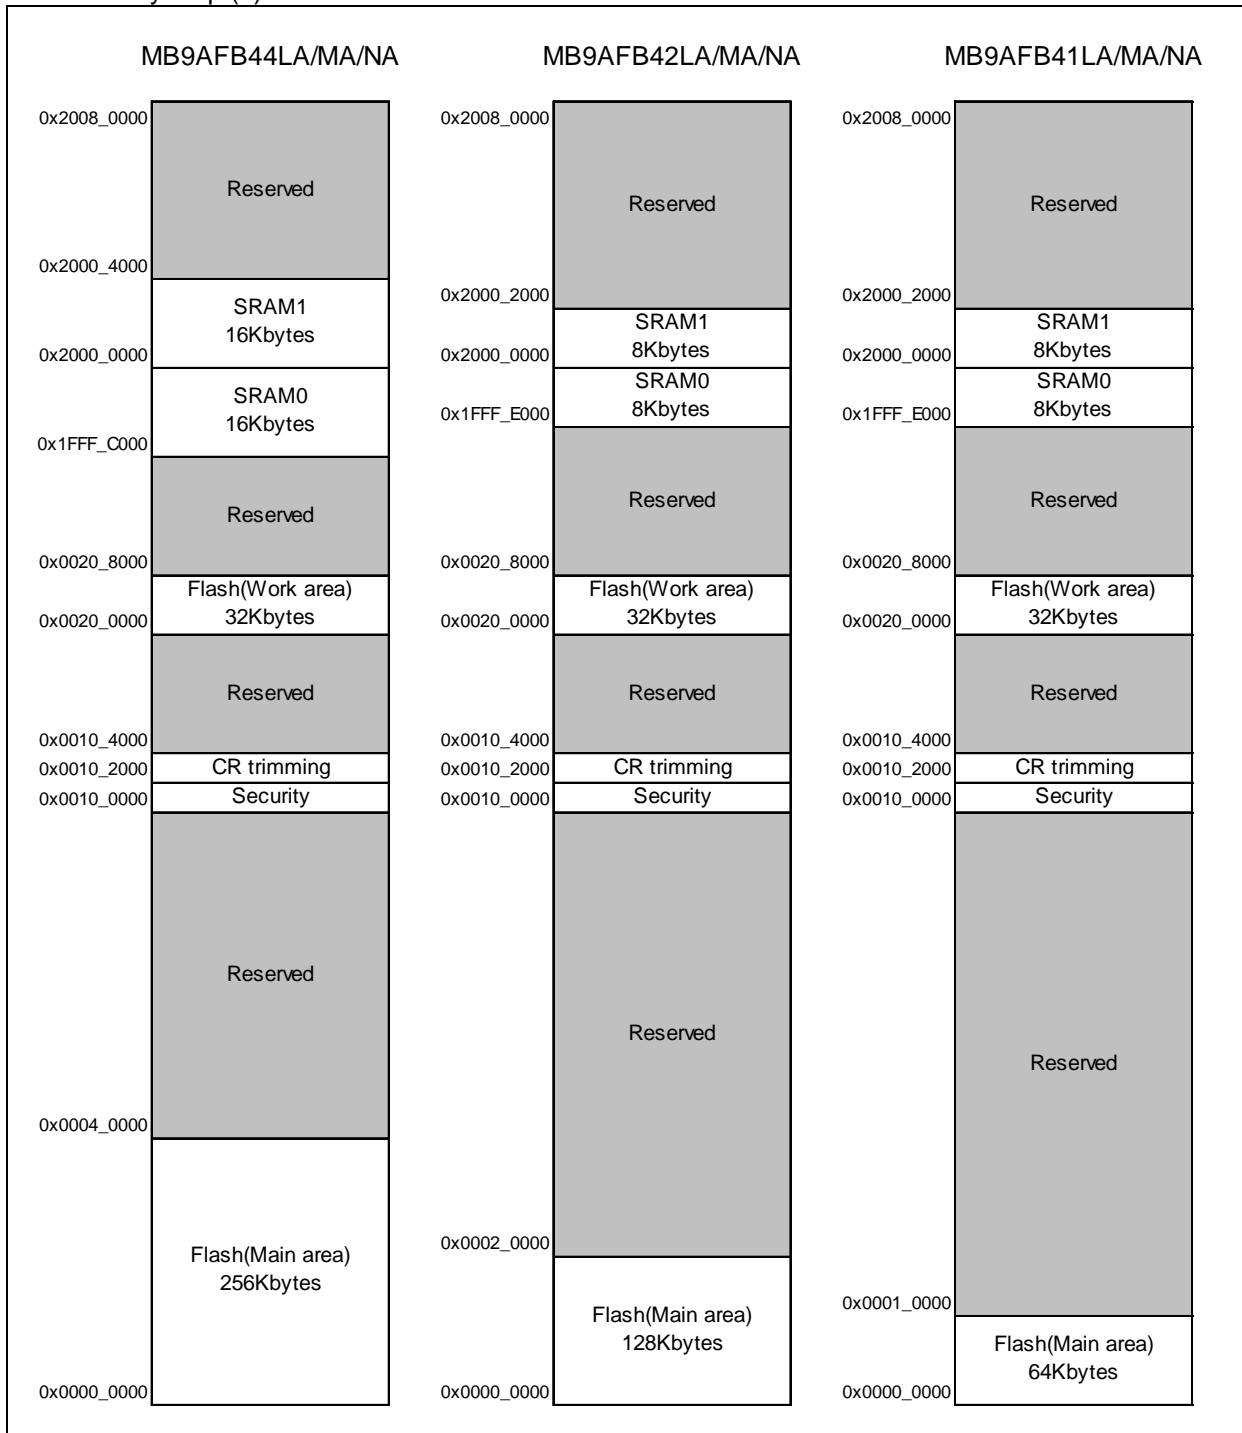 MB9AFB44LA/MA/NA
0x2008_0000
Reserved
0x2000_4000
SRAM1
16Kbytes
0x2000_0000
SRAM0
16Kbytes
0x1FFF_C000
Reserved
0x0020_8000
Flash(Work area)
32Kbytes
0x0020_0000
Reserved
0x0010_4000
CR trimming
0x0010_2000
Security
0x0010_0000
Reserved
0x0004_0000
Flash(Main area)
256Kbytes
0x0000_0000
MB9AFB42LA/MA/NA
0x2008_0000
Reserved
0x2000_2000
SRAM1
8Kbytes
0x2000_0000
SRAM0
8Kbytes
0x1FFF_E000
Reserved
0x0020_8000
Flash(Work area)
32Kbytes
0x0020_0000
Reserved
0x0010_4000
CR trimming
0x0010_2000
Security
0x0010_0000
Reserved
0x0002_0000
Flash(Main area)
128Kbytes
0x0000_0000
MB9AFB41LA/MA/NA
0x2008_0000
Reserved
0x2000_2000
SRAM1
8Kbytes
0x2000_0000
SRAM0
8Kbytes
0x1FFF_E000
Reserved
0x0020_8000
Flash(Work area)
32Kbytes
0x0020_0000
Reserved
0x0010_4000
CR trimming
0x0010_2000
Security
0x0010_0000
Reserved
0x0001_0000
Flash(Main area)
64Kbytes
0x0000_0000